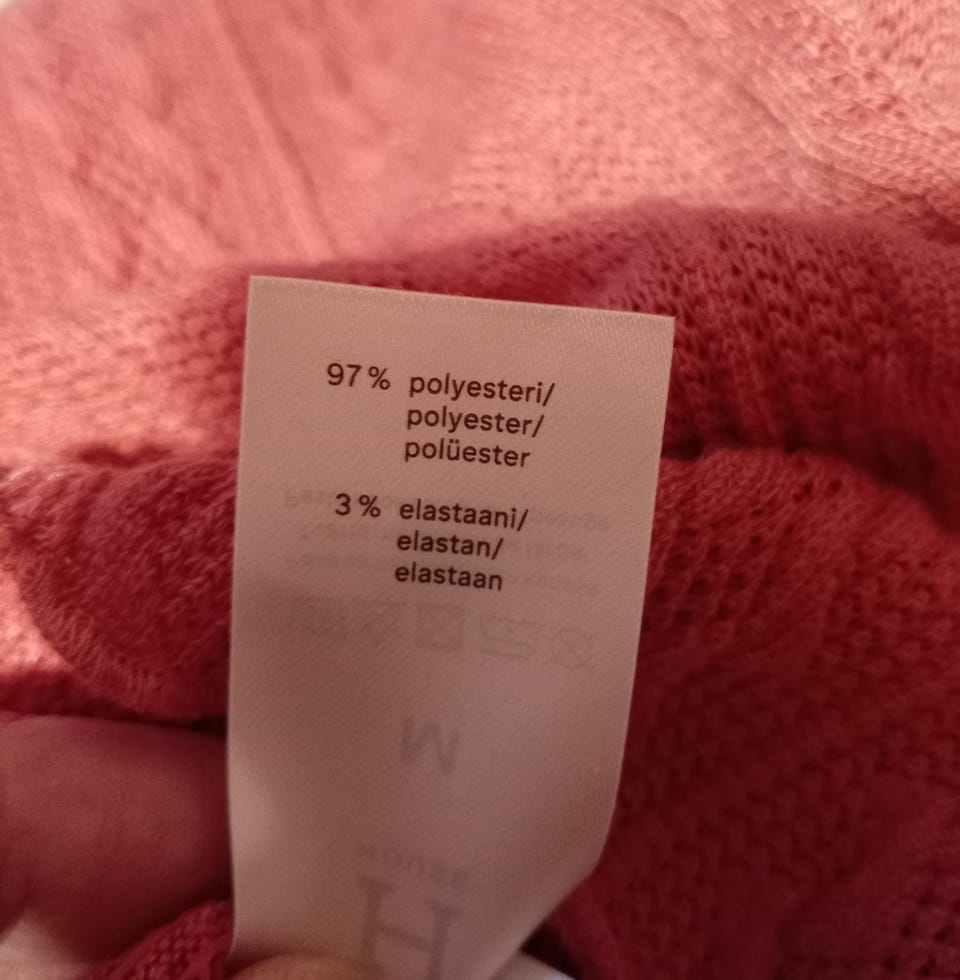 97% polyesteri/
polyester/
polüester
3% elastaani/
elastan/
elastaan
M
H